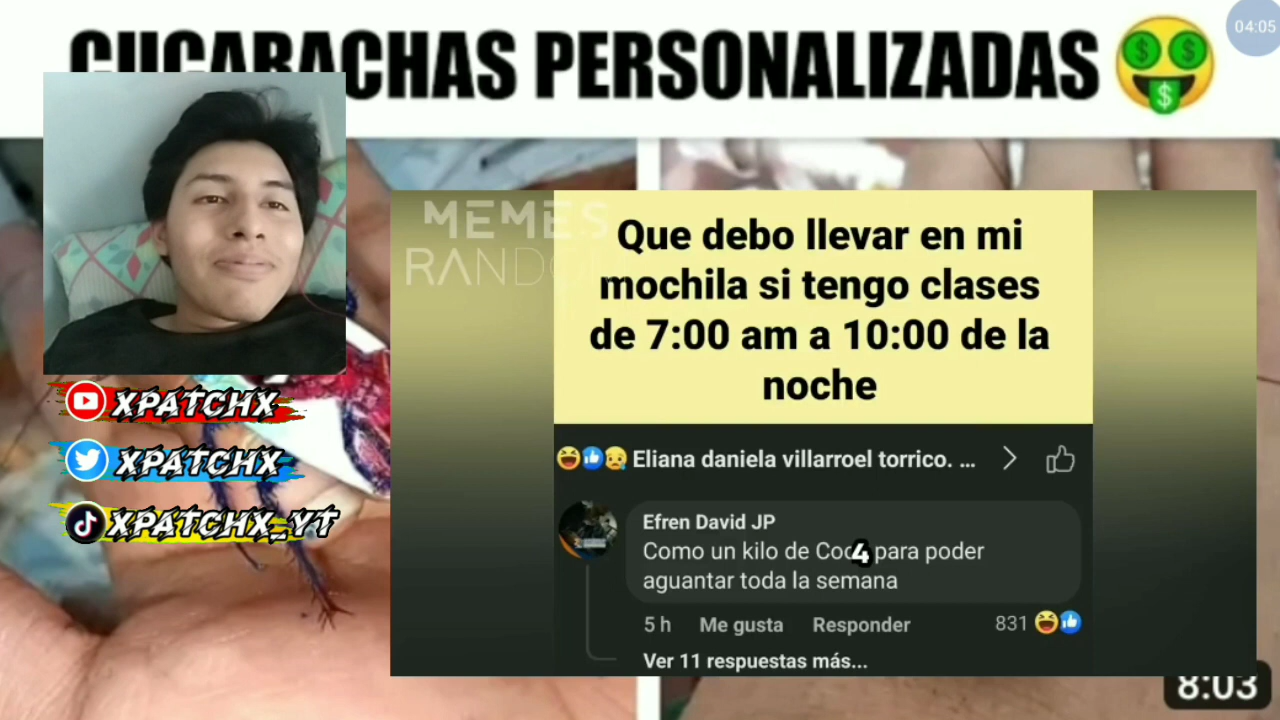 CUCARACHAS PERSONALIZADAS
04:05
MEMES
Que debo llevar en mi
mochila si tengo clases
de 7:00 am a 10:00 de la
noche
Eliana daniela villarroel torrico. ...
Efren David JP
Como un kilo de Coc4 para poder
aguantar toda la semana
5 h Me gusta Responder 831
Ver 11 respuestas más...
XPATCHX
XPATCHX
XPATCHX_YT
8:03